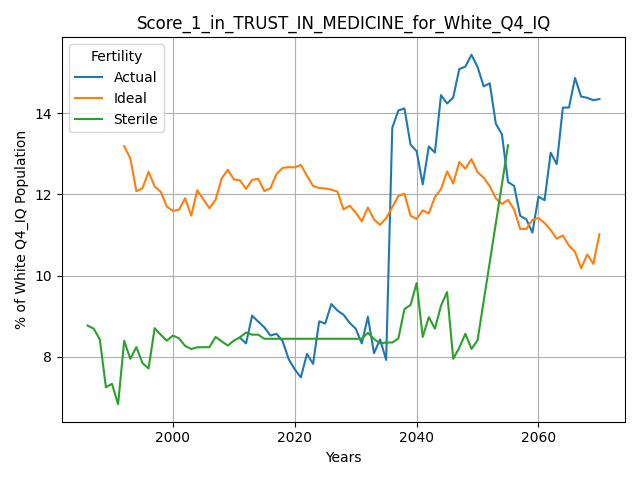 Score_1_in_TRUST_IN_MEDICINE_for_White_Q4_IQ
Fertility
Actual
Ideal
Sterile
% of White Q4_IQ Population
14
12
10
8
2000
2020
2040
2060
Years